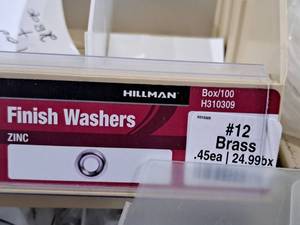 HILLMAN
Box/100
H310309
Finish Washers
ZINC
#12
Brass
.45ea | 24.99bx